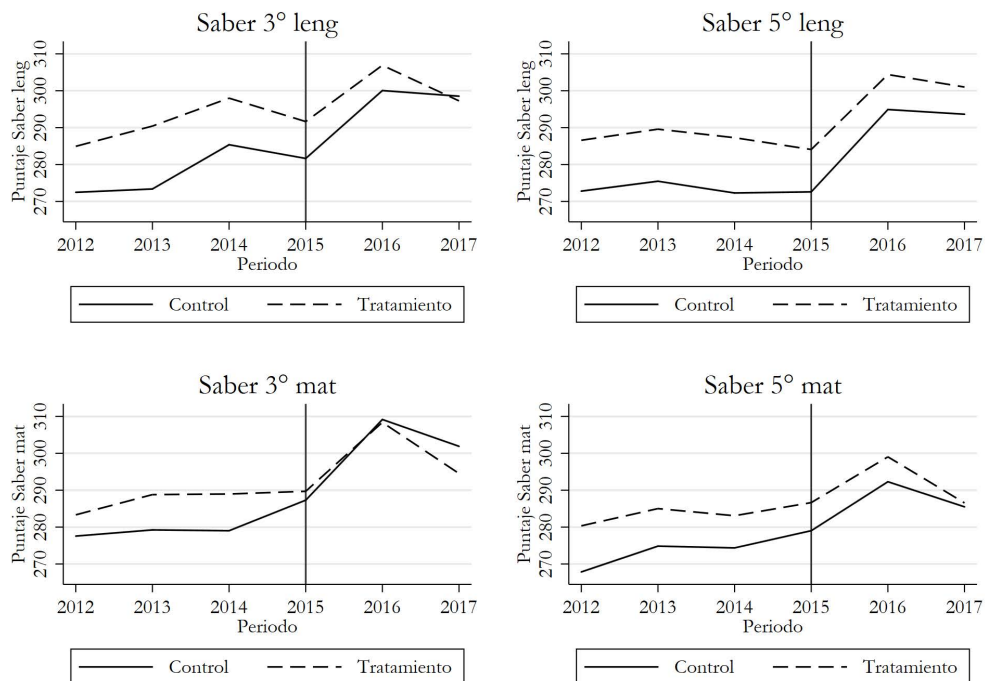 Saber 3° leng
Puntaje Saber leng
310
300
290
280
270
2012 2013 2014 2015 2016 2017
Periodo
Control Tratamiento
Saber 5° leng
Puntaje Saber leng
310
300
290
280
270
2012 2013 2014 2015 2016 2017
Periodo
Control Tratamiento
Saber 3° mat
Puntaje Saber mat
310
300
290
280
270
2012 2013 2014 2015 2016 2017
Periodo
Control Tratamiento
Saber 5° mat
Puntaje Saber mat
310
300
290
280
270
2012 2013 2014 2015 2016 2017
Periodo
Control Tratamiento